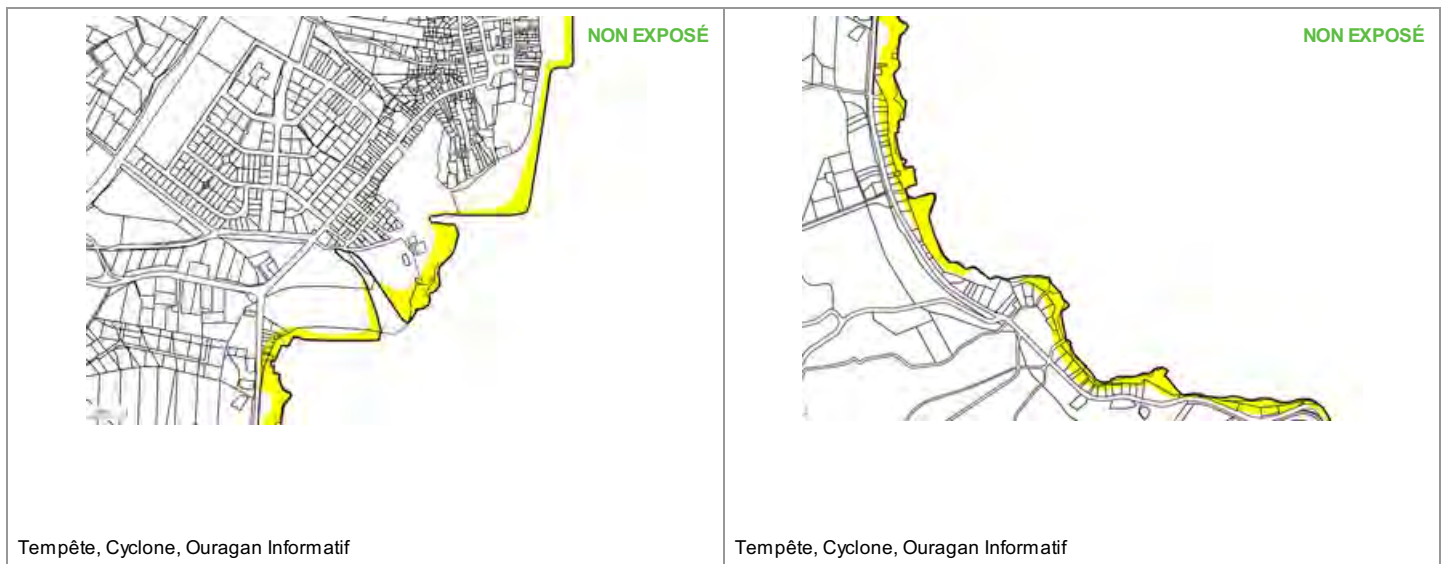 NON EXPOSÉ
Tempête, Cyclone, Ouragan Informatif
NON EXPOSÉ
Tempête, Cyclone, Ouragan Informatif